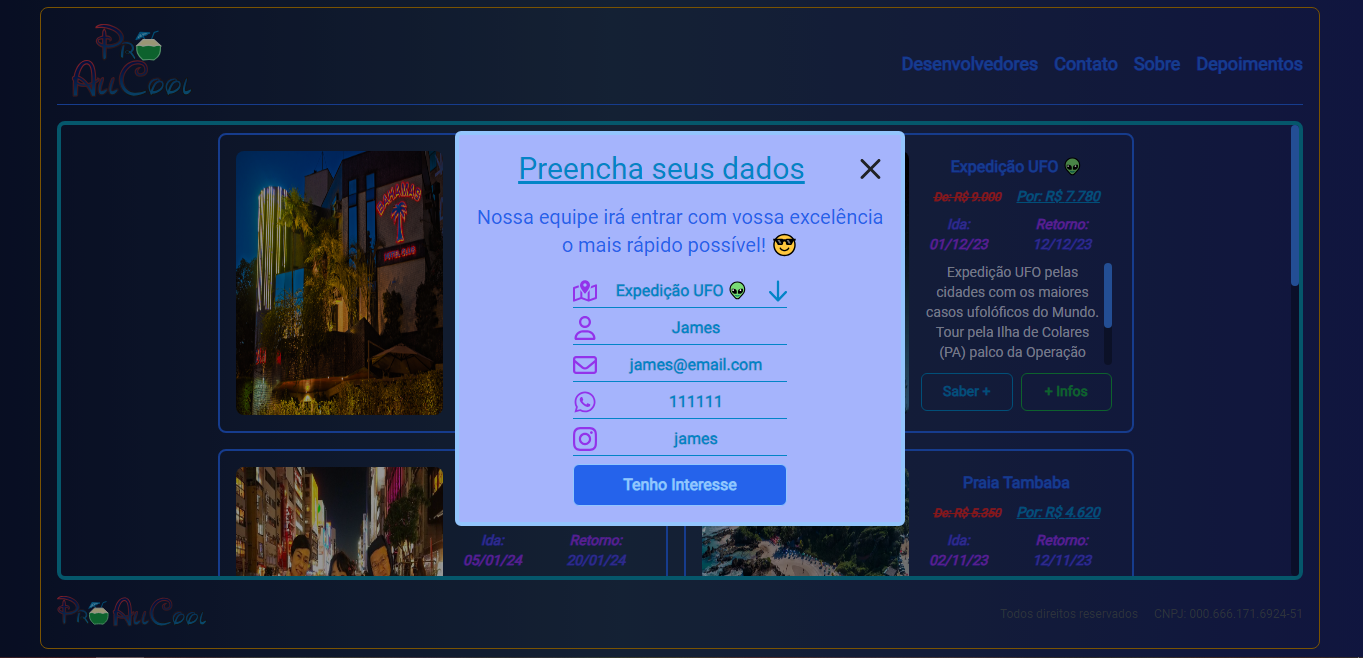 Pro
AuCool
Desenvolvedores Contato Sobre Depoimentos
BAHAMAS
HOTEL CLUB
Preencha seus dados
Nossa equipe irá entrar com vossa excelência
o mais rápido possível! 😎
Expedição UFO 👽
James
james@email.com
111111
james
Tenho Interesse
Expedição UFO 👽
De: R$ 9.000 Por: R$ 7.780
Ida: Retorno:
01/12/23 12/12/23
Expedição UFO pelas
cidades com os maiores
casos ufolóficos do Mundo.
Tour pela Ilha de Colares
(PA) palco da Operação
Saber + + Infos
Ida: Retorno:
05/01/24 20/01/24
Praia Tambaba
De: R$ 5.350 Por: R$ 4.620
Ida: Retorno:
02/11/23 12/11/23
Pro AuCool
Todos direitos reservados CNPJ: 000.666.171.6924-51